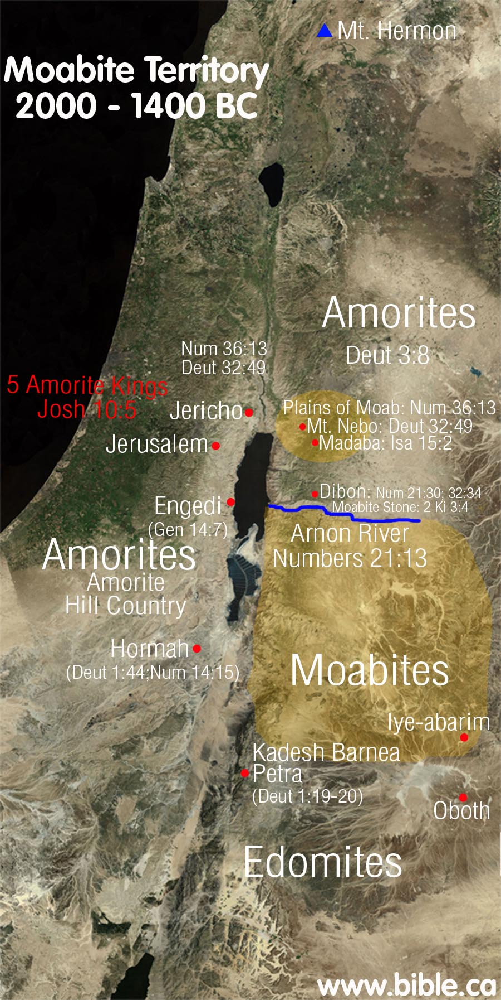 Mt. Hermon
Moabite Territory
2000 - 1400 BC
Amorites
Deut 3:8
Num 36:13
Deut 32:49
5 Amorite Kings
Josh 10:5
Jericho
Plains of Moab: Num 36:13
Mt. Nebo: Deut 32:49
Madaba: Isa 15:2
Jerusalem
Dibon: Num 21:30; 32:34
Moabite Stone: 2 Ki 3:4
Engedi
(Gen 14:7)
Arnon River
Numbers 21:13
Amorites
Amorite
Hill Country
Hormah
(Deut 1:44;Num 14:15)
Moabites
Iye-abarim
Kadesh Barnea
Petra
(Deut 1:19-20)
Oboth
Edomites
www.bible.ca